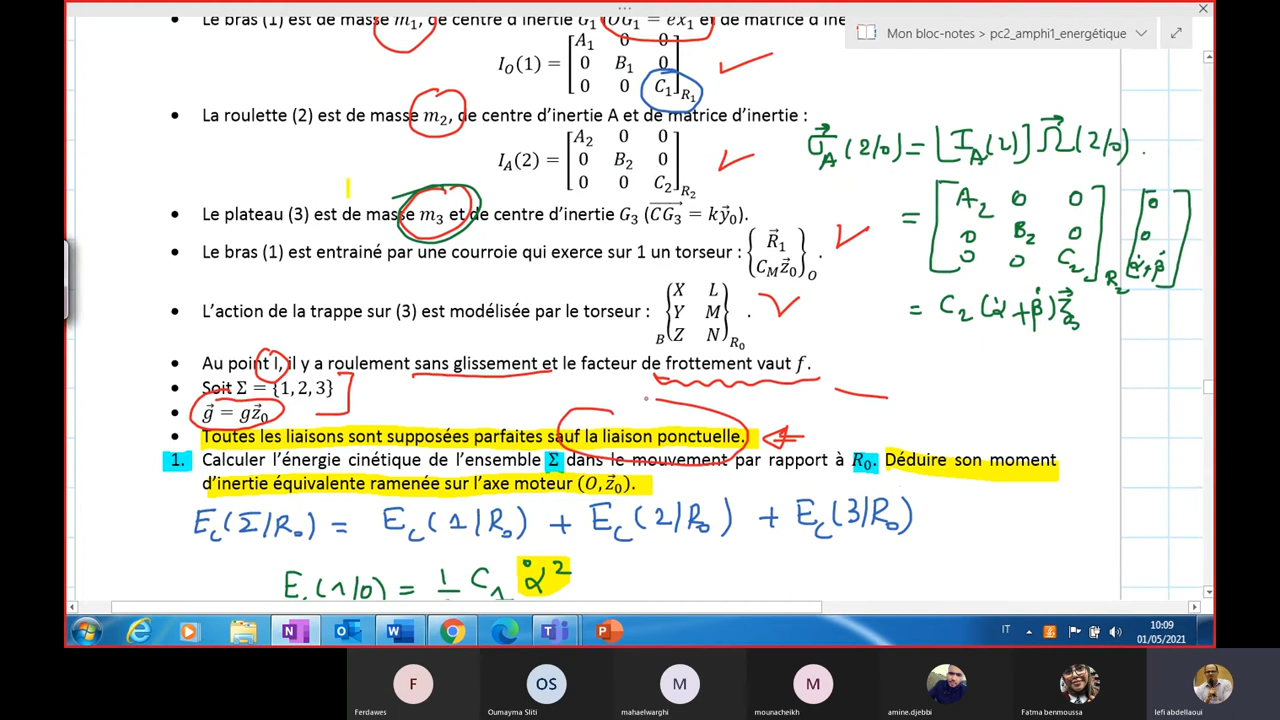 Le bras (1) est de masse m₁, de centre d'inertie G₁ (OG₁ = ex₁ et de matrice d'ine
Mon bloc-notes > pc2_amphi1_energétique
I_O(1) = [A₁ 0 0
0 B₁ 0
0 0 C₁]_R₁
• La roulette (2) est de masse m₂, de centre d'inertie A et de matrice d'inertie :
I_A(2) = [A₂ 0 0
0 B₂ 0
0 0 C₂]_R₂
• Le plateau (3) est de masse m₃ et de centre d'inertie G₃ (CG₃ = ky₀).
• Le bras (1) est entrainé par une courroie qui exerce sur 1 un torseur : {R₁
C_M z₀}_O .
• L'action de la trappe sur (3) est modélisée par le torseur : _B{X L
Y M
Z N}_R₀ .
• Au point I, il y a roulement sans glissement et le facteur de frottement vaut f.
• Soit Σ = {1, 2, 3}
• g = gz₀
• Toutes les liaisons sont supposées parfaites sauf la liaison ponctuelle.
1. Calculer l'énergie cinétique de l'ensemble Σ dans le mouvement par rapport à R₀. Déduire son moment
d'inertie équivalente ramenée sur l'axe moteur (O, z₀).
E_c(Σ/R₀) = E_c(1/R₀) + E_c(2/R₀) + E_c(3/R₀)
E_c(1/0) = 1 C₁ α̇²
σ_A(2/0) = [I_A(2)] Ω(2/0).
= [A₂ 0 0
0 B₂ 0
0 0 C₂]_R₂ [0
0
α̇+β̇]
= C₂(α̇+β̇)z₀
IT
10:09
01/05/2021
F
OS
M
M
Ferdawes
Oumayma Sliti
mahaelwarghi
mounacheikh
amine.djebbi
Fatma benmoussa
lefi abdellaoui